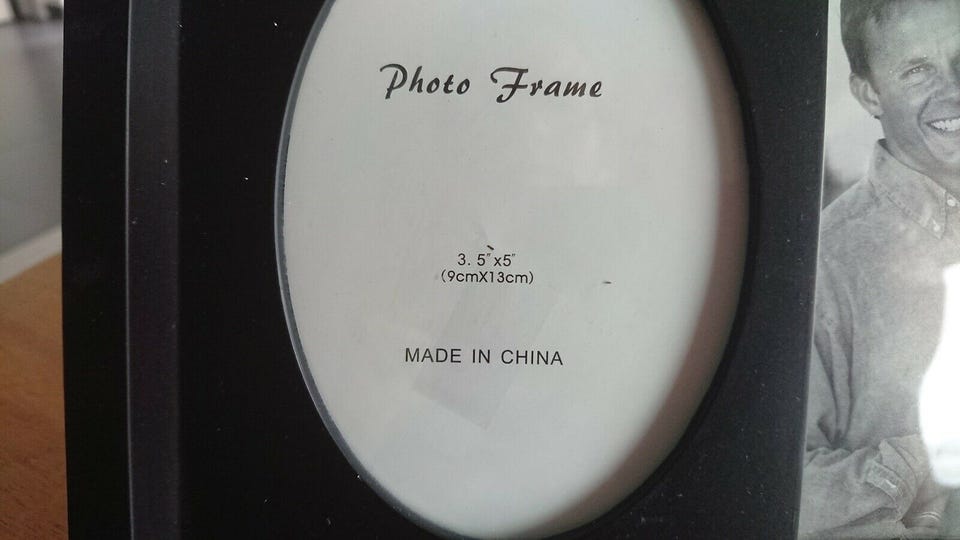 Photo Frame
3. 5"x5"
(9cmX13cm)
MADE IN CHINA